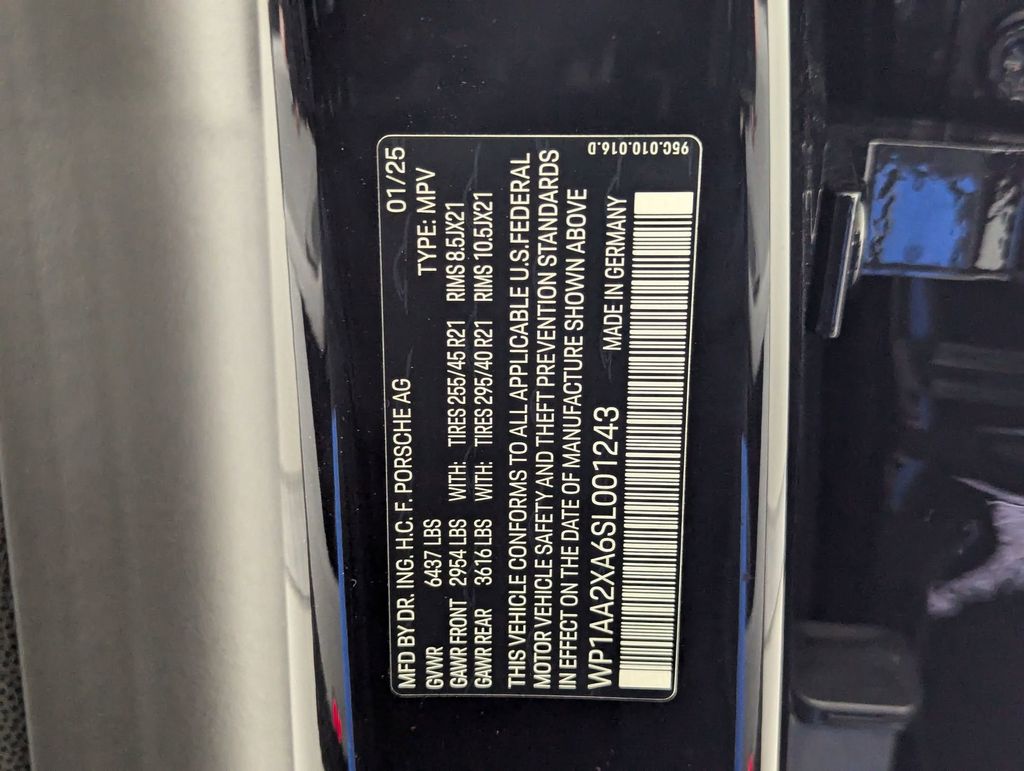 MFD BY DR. ING. H.C. F. PORSCHE AG 01/25
GVWR 6437 LBS TYPE: MPV
GAWR FRONT 2954 LBS WITH: TIRES 255/45 R21 RIMS 8.5JX21
GAWR REAR 3616 LBS WITH: TIRES 295/40 R21 RIMS 10.5JX21
THIS VEHICLE CONFORMS TO ALL APPLICABLE U.S.FEDERAL
MOTOR VEHICLE SAFETY AND THEFT PREVENTION STANDARDS
IN EFFECT ON THE DATE OF MANUFACTURE SHOWN ABOVE
WP1AA2XA6SL001243 MADE IN GERMANY
95C.010.016.D